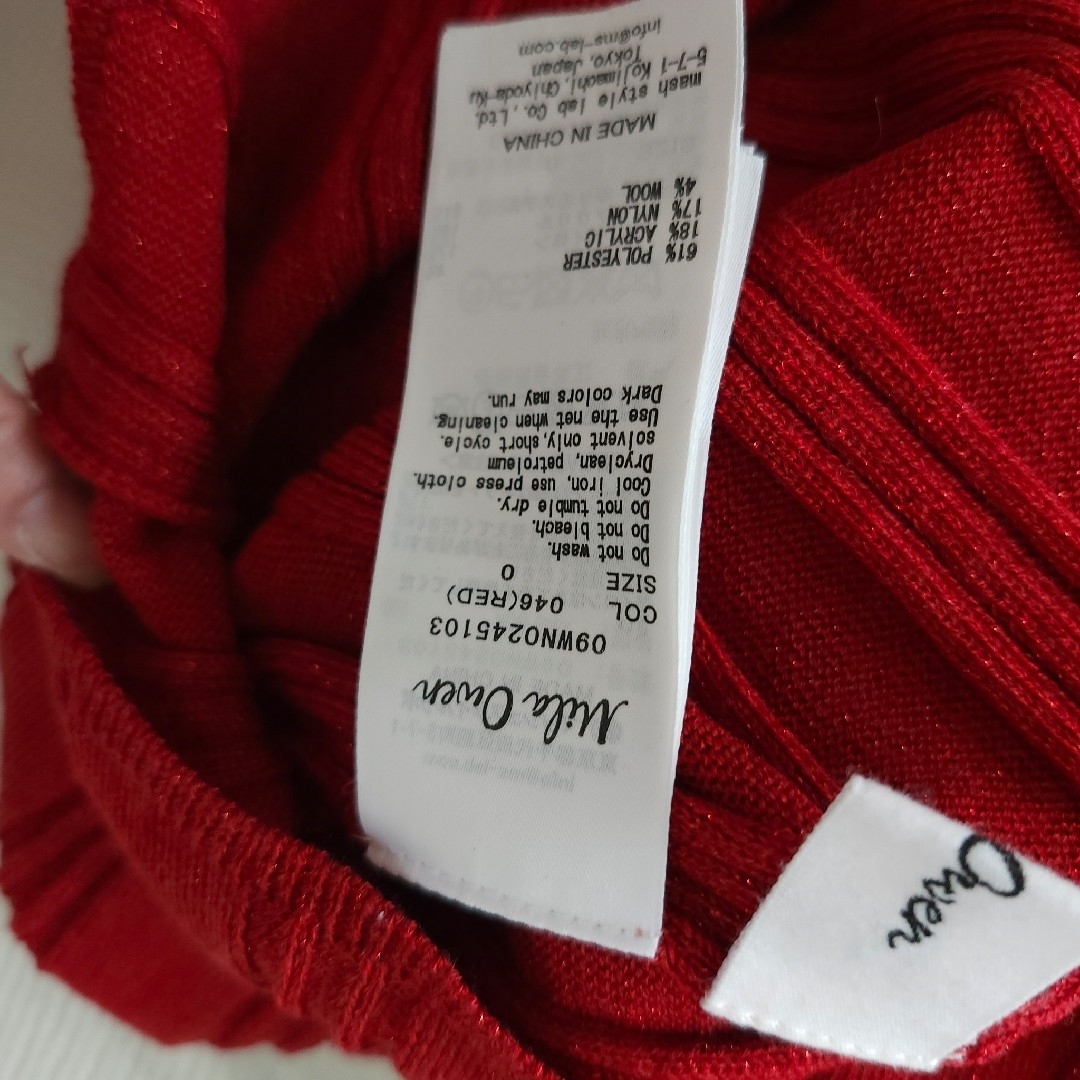 Mila Owen
09WN0245103
COL 046(RED)
SIZE 0
Do not wash.
Do not bleach.
Do not tumble dry.
Cool iron, use press cloth.
Dryclean, petroleum
solvent only, short cycle.
Use the net when cleaning.
Dark colors may run.
61% POLYESTER
18% ACRYLIC
17% NYLON
4% WOOL
MADE IN CHINA
mash style lab Co., Ltd.
5-7-1 Kojimachi, Chiyoda-Ku
Tokyo, Japan
info@ms-lab.com
Owen